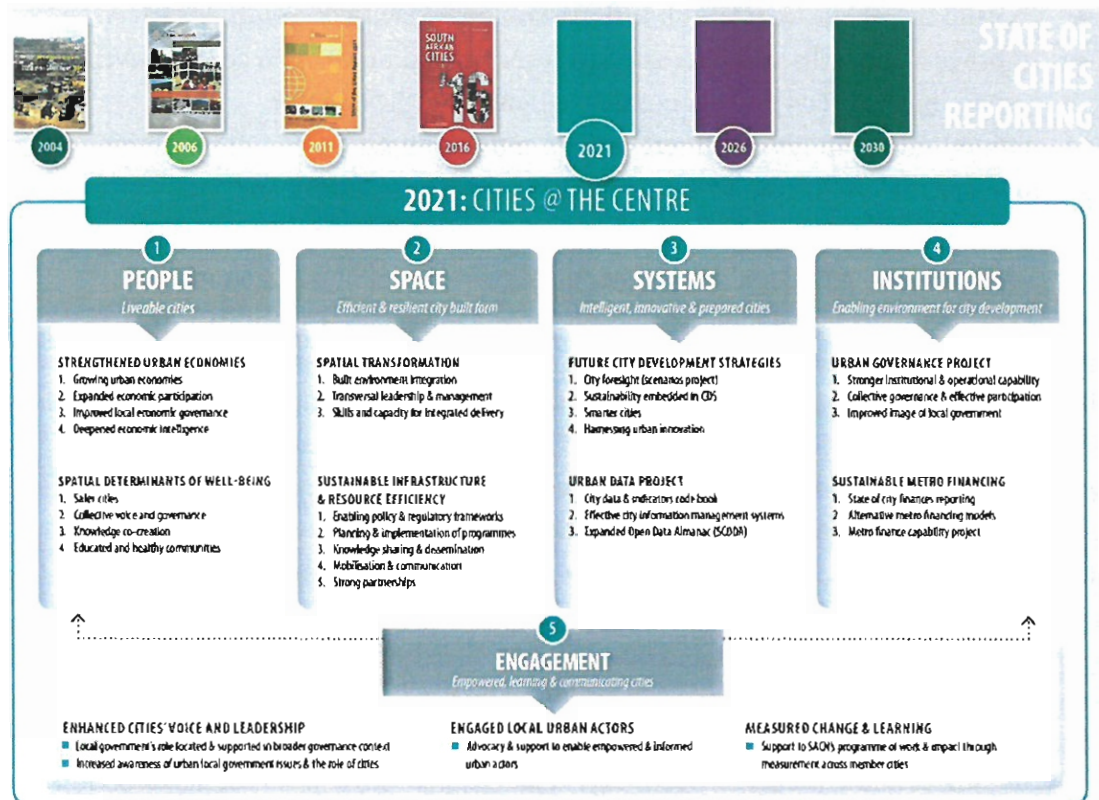 STATE OF
CITIES
REPORTING
SOUTH
AFRICAN
CITIES
16
2004
2006
2011
2016
2021
2026
2030
2021: CITIES @ THE CENTRE
1
PEOPLE
Liveable cities
STRENGTHENED URBAN ECONOMIES
1. Growing urban economies
2. Expanded economic participation
3. Improved local economic governance
4. Deepened economic intelligence
SPATIAL DETERMINANTS OF WELL-BEING
1. Safer cities
2. Collective voice and governance
3. Knowledge co-creation
4 Educated and healthy communities
2
SPACE
Efficient & resilient city built form
SPATIAL TRANSFORMATION
1. Built environment integration
2. Transversal leadership & management
3. Skills and capacity for integrated delivery
SUSTAINABLE INFRASTRUCTURE
& RESOURCE EFFICIENCY
1. Enabling policy & regulatory frameworks
2. Planning & implementation of programmes
3. Knowledge sharing & dissemination
4. Mobilisation & communication
5. Strong partnerships
3
SYSTEMS
Intelligent, innovative & prepared cities
FUTURE CITY DEVELOPMENT STRATEGIES
1. City foresight (scenarios project)
2. Sustainability embedded in CDS
3. Smarter cities
4. Harnessing urban innovation
URBAN DATA PROJECT
1 City data & indicators code book
2. Effective city information management systems
3. Expanded Open Data Almanac (SCODA)
4
INSTITUTIONS
Enabling environment for city development
URBAN GOVERNANCE PROJECT
1. Stronger institutional & operational capability
2 Collective governance & effective participation
3. Improved image of local government
SUSTAINABLE METRO FINANCING
1. State of city finances reporting
2 Alternative metro financing models
3. Metro finance capability project
5
ENGAGEMENT
Empowered, learning & communicating cities
ENHANCED CITIES' VOICE AND LEADERSHIP
Local government's role located & supported in broader governance context
Increased awareness of urban local government issues & the role of cities
ENGAGED LOCAL URBAN ACTORS
Advocacy & support to enable empowered & informed
urban actors
MEASURED CHANGE & LEARNING
Support to SACN's programme of work & impact through
measurement across member cities